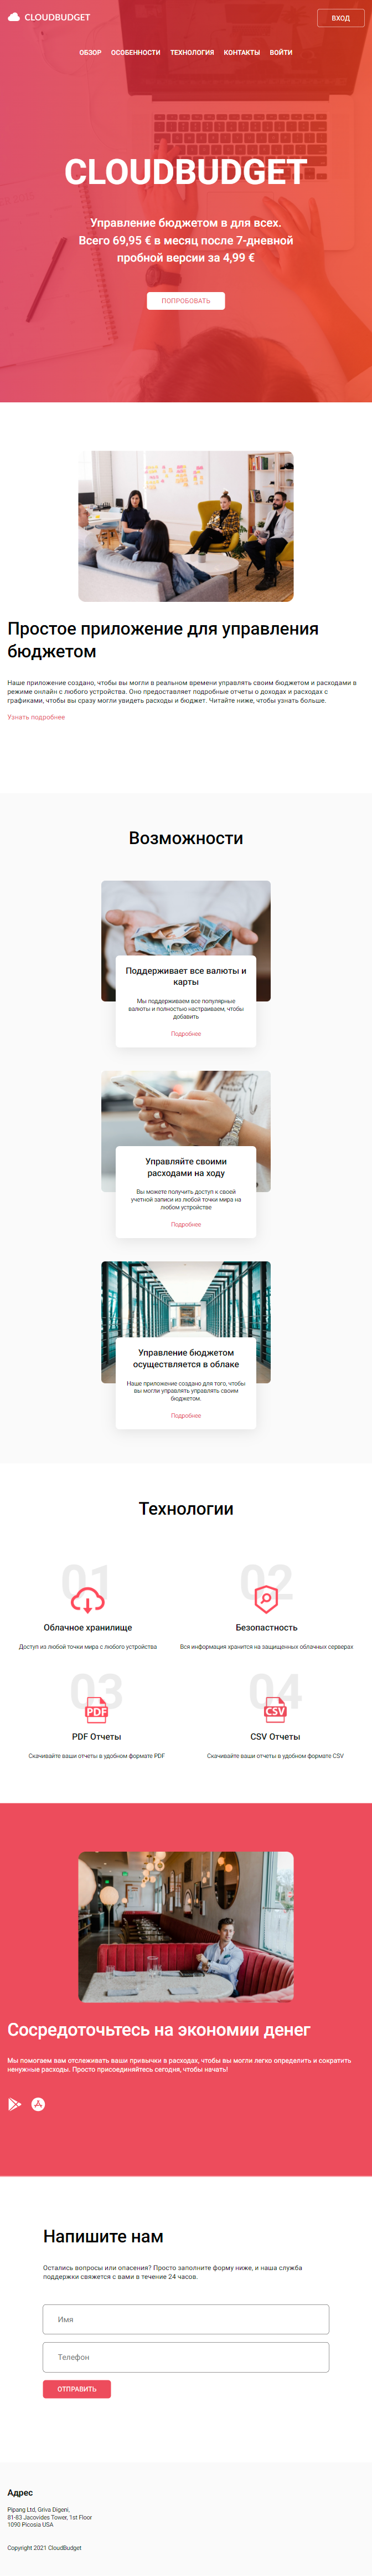 CLOUDBUDGET
ВХОД
ОБЗОР ОСОБЕННОСТИ ТЕХНОЛОГИЯ КОНТАКТЫ ВОЙТИ
CLOUDBUDGET
Управление бюджетом в для всех.
Всего 69,95 € в месяц после 7-дневной
пробной версии за 4,99 €
ПОПРОБОВАТЬ
Простое приложение для управления
бюджетом
Наше приложение создано, чтобы вы могли в реальном времени управлять своим бюджетом и расходами в
режиме онлайн с любого устройства. Оно предоставляет подробные отчеты о доходах и расходах с
графиками, чтобы вы сразу могли увидеть расходы и бюджет. Читайте ниже, чтобы узнать больше.
Узнать подробнее
Возможности
Поддерживает все валюты и
карты
Мы поддерживаем все популярные
валюты и полностью настраиваем, чтобы
добавить
Подробнее
Управляйте своими
расходами на ходу
Вы можете получить доступ к своей
учетной записи из любой точки мира на
любом устройстве
Подробнее
Управление бюджетом
осуществляется в облаке
Наше приложение создано для того, чтобы
вы могли управлять управлять своим
бюджетом.
Подробнее
Технологии
01
Облачное хранилище
Доступ из любой точки мира с любого устройства
02
Безопастность
Вся информация хранится на защищенных облачных серверах
03
PDF
PDF Отчеты
Скачивайте ваши отчеты в удобном формате PDF
04
CSV
CSV Отчеты
Скачивайте ваши отчеты в удобном формате CSV
Сосредоточьтесь на экономии денег
Мы помогаем вам отслеживать ваши привычки в расходах, чтобы вы могли легко определить и сократить
ненужные расходы. Просто присоединяйтесь сегодня, чтобы начать!
Напишите нам
Остались вопросы или опасения? Просто заполните форму ниже, и наша служба
поддержки свяжется с вами в течение 24 часов.
Имя
Телефон
ОТПРАВИТЬ
Адрес
Pipang Ltd, Griva Digeni,
81-83 Jacovides Tower, 1st Floor
1090 Picosia USA
Copyright 2021 CloudBudget